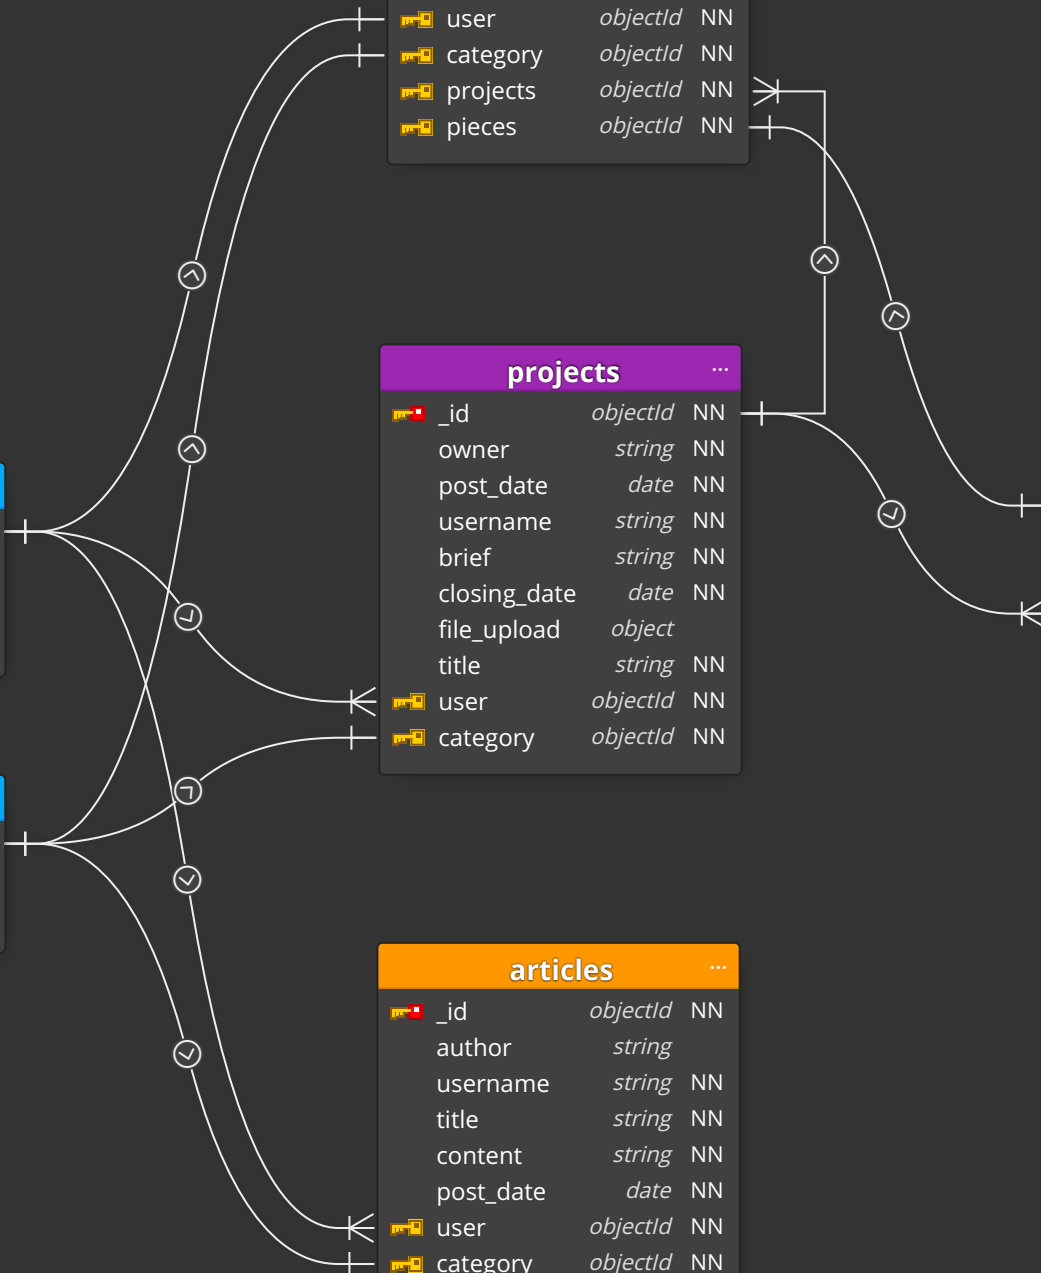 user objectId NN
category objectId NN
projects objectId NN
pieces objectId NN
projects ...
_id objectId NN
owner string NN
post_date date NN
username string NN
brief string NN
closing_date date NN
file_upload object
title string NN
user objectId NN
category objectId NN
articles ...
_id objectId NN
author string
username string NN
title string NN
content string NN
post_date date NN
user objectId NN
category objectId NN